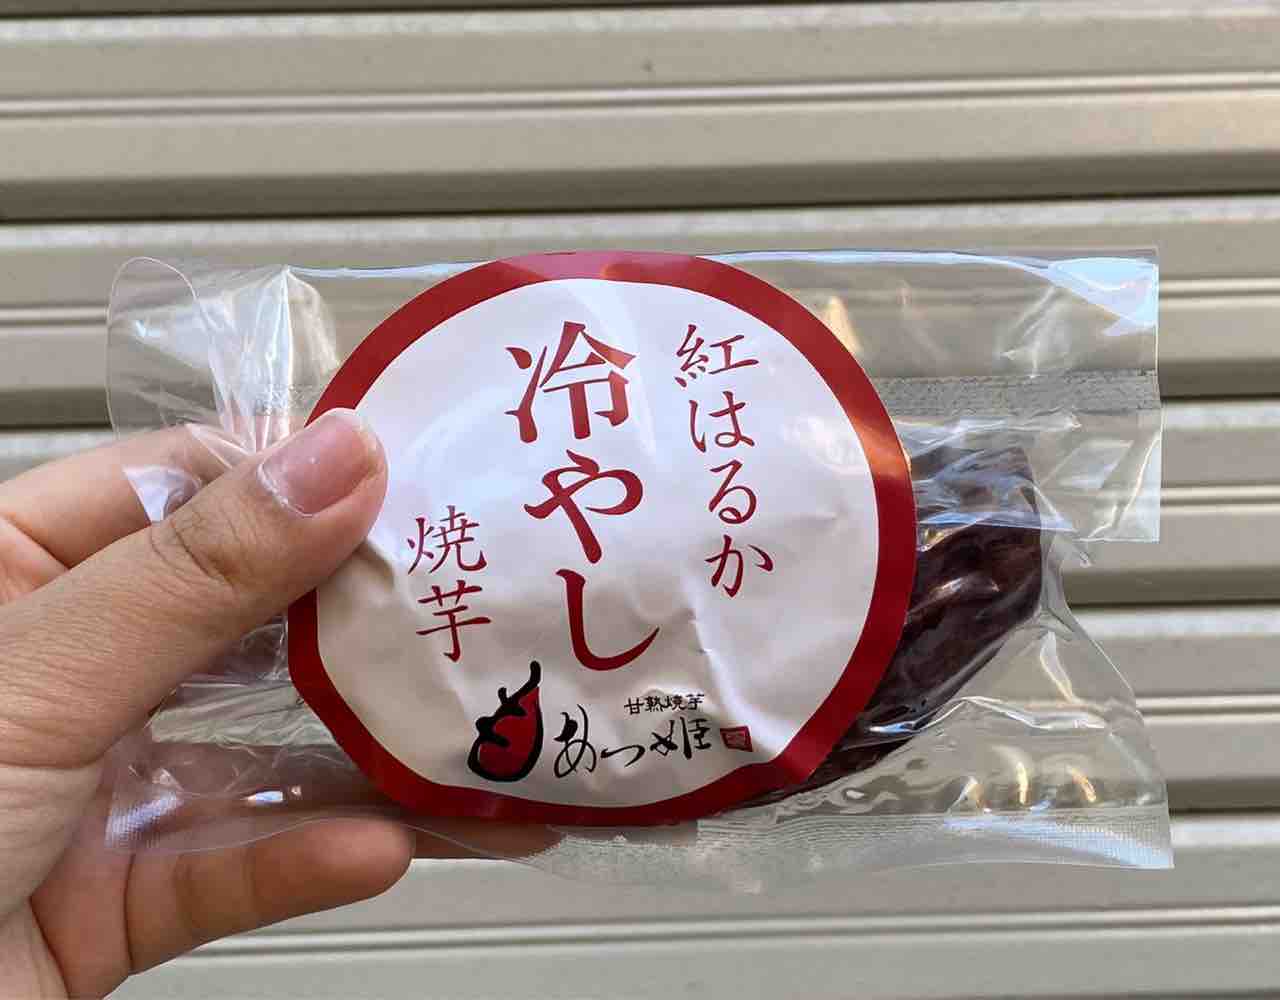 紅はるか
冷やし
焼芋
甘熟焼芋
あつ姫